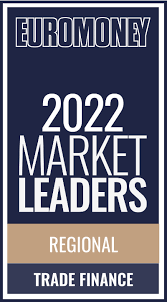 EUROMONEY
2022
MARKET
LEADERS
REGIONAL
TRADE FINANCE